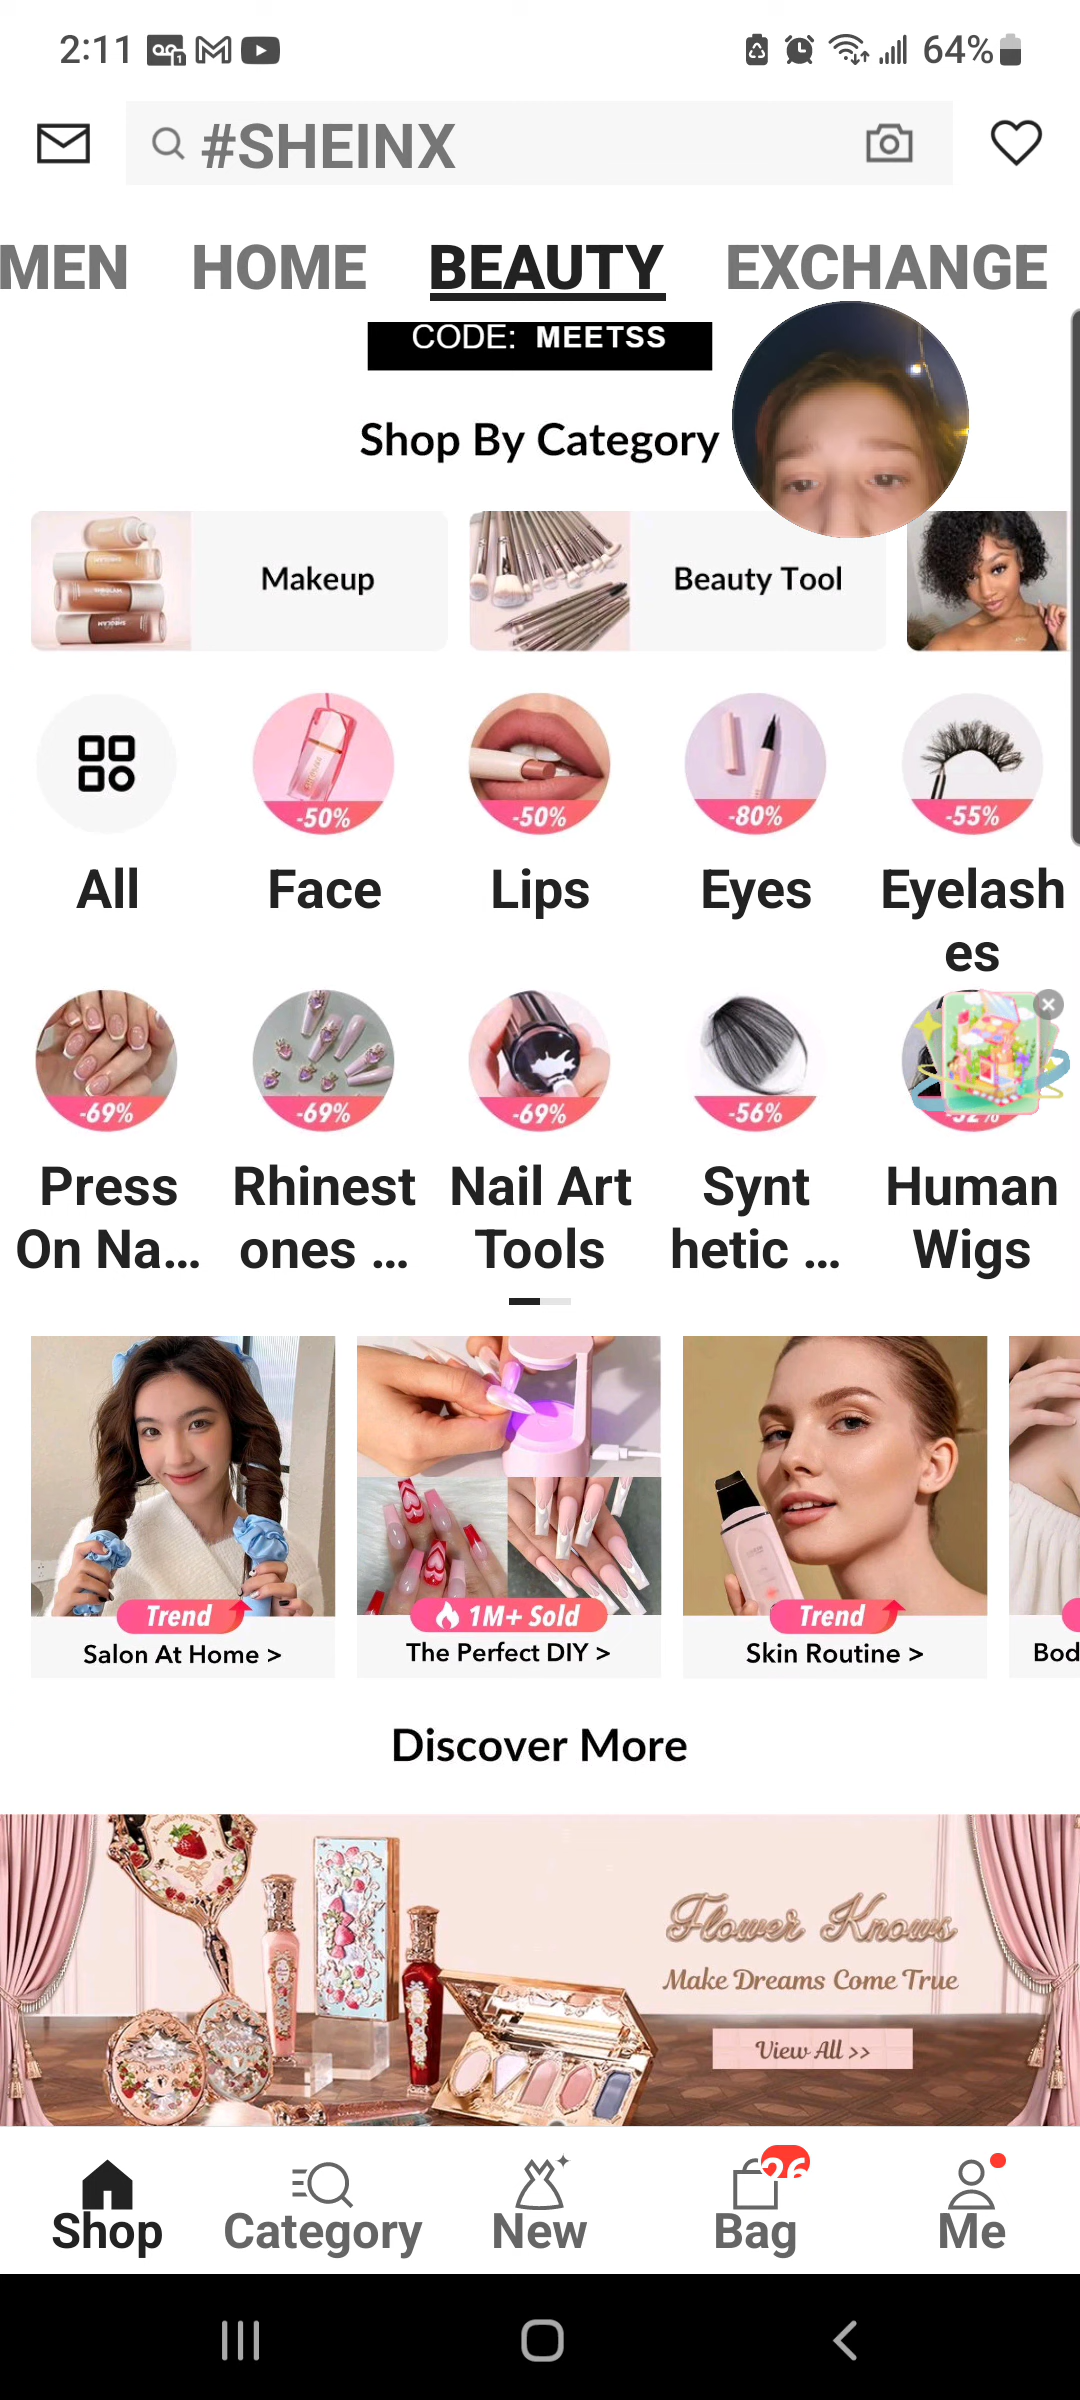 2:11
64%
#SHEINX
MEN HOME BEAUTY EXCHANGE
CODE: MEETSS
Shop By Category
Makeup
Beauty Tool
-50%
-50%
-80%
-55%
All
Face
Lips
Eyes
Eyelash
es
-69%
-69%
-69%
-56%
-52%
Press
On Na...
Rhinest
ones ...
Nail Art
Tools
Synt
hetic ...
Human
Wigs
Trend
Salon At Home >
1M+ Sold
The Perfect DIY >
Trend
Skin Routine >
Bod
Discover More
Flower Knows
Make Dreams Come True
View All >>
Shop
Category
New
26
Bag
Me